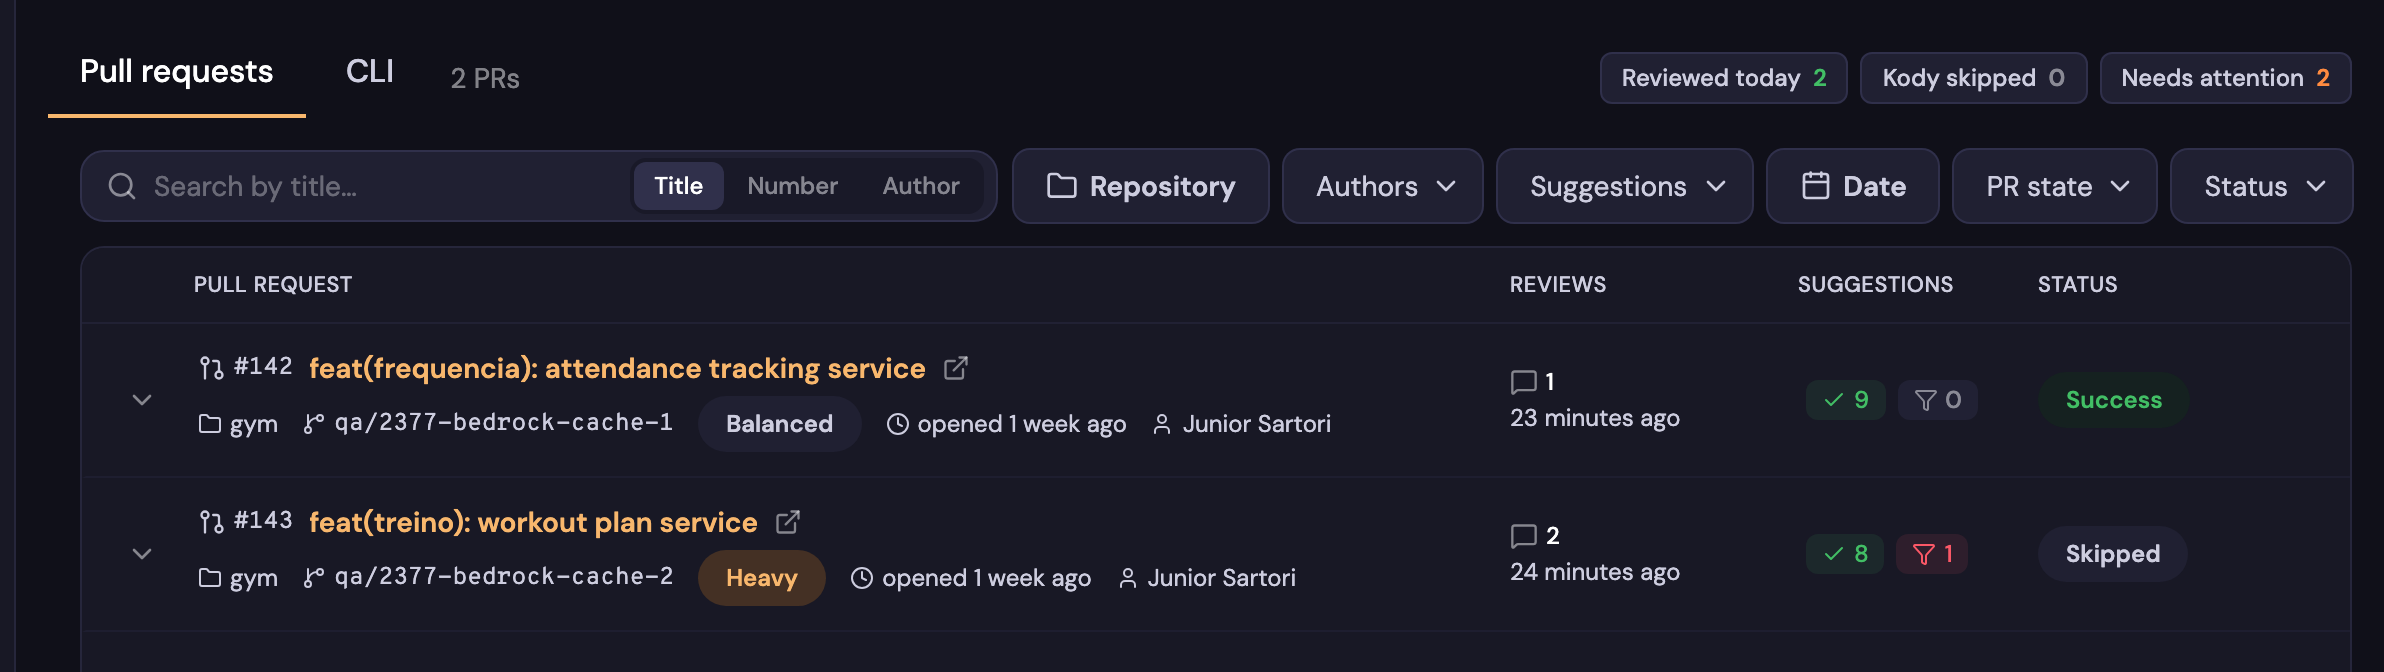 Pull requests CLI 2 PRs Reviewed today 2 Kody skipped 0 Needs attention 2
Search by title... Title Number Author Repository Authors Suggestions Date PR state Status
PULL REQUEST REVIEWS SUGGESTIONS STATUS
#142 feat(frequencia): attendance tracking service
gym qa/2377-bedrock-cache-1 Balanced opened 1 week ago Junior Sartori
1
23 minutes ago
9 0 Success
#143 feat(treino): workout plan service
gym qa/2377-bedrock-cache-2 Heavy opened 1 week ago Junior Sartori
2
24 minutes ago
8 1 Skipped